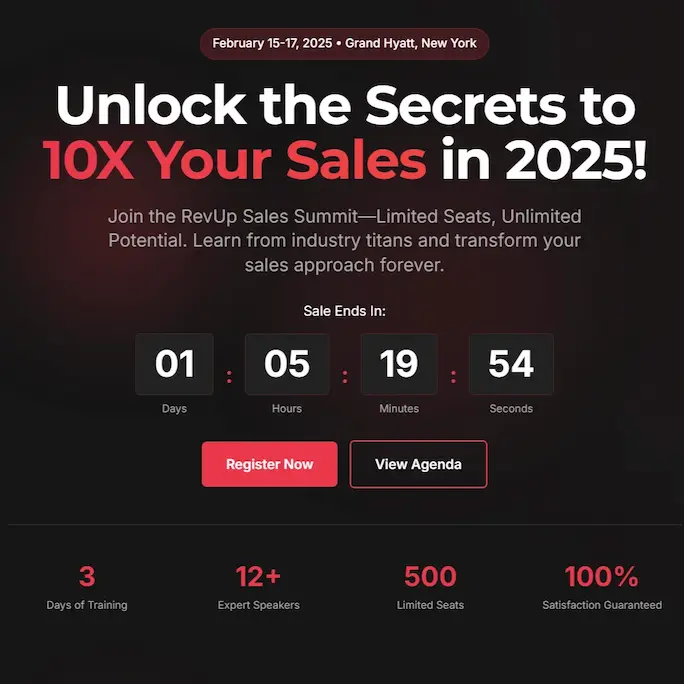 February 15-17, 2025 • Grand Hyatt, New York
Unlock the Secrets to
10X Your Sales in 2025!
Join the RevUp Sales Summit—Limited Seats, Unlimited
Potential. Learn from industry titans and transform your
sales approach forever.
Sale Ends In:
01 : 05 : 19 : 54
Days Hours Minutes Seconds
Register Now View Agenda
3 12+ 500 100%
Days of Training Expert Speakers Limited Seats Satisfaction Guaranteed